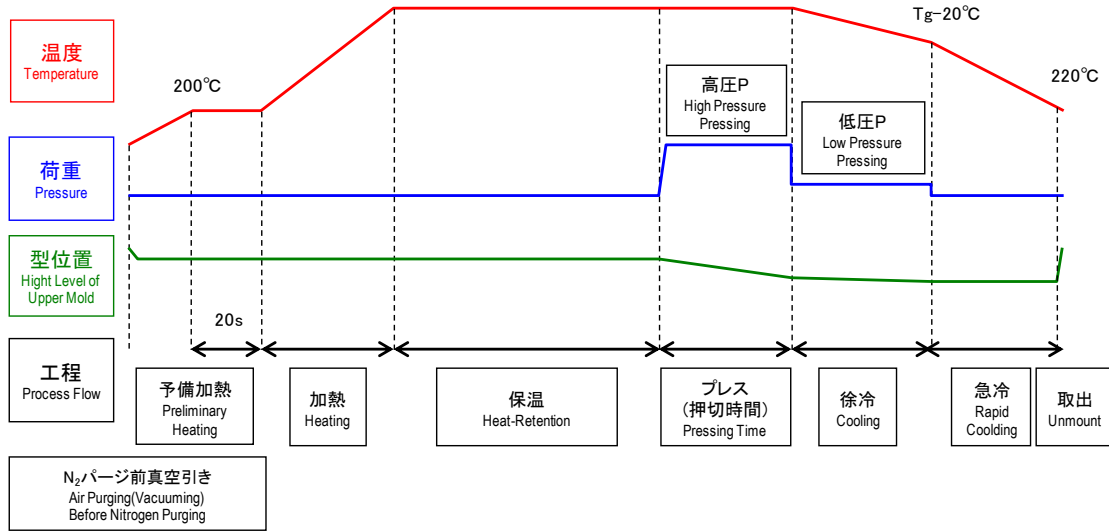 Tg-20℃
温度
Temperature
200℃
220℃
高圧P
High Pressure
Pressing
低圧P
Low Pressure
Pressing
荷重
Pressure
型位置
Hight Level of
Upper Mold
20s
工程
Process Flow
予備加熱
Preliminary
Heating
加熱
Heating
保温
Heat-Retention
プレス
(押切時間)
Pressing Time
徐冷
Cooling
急冷
Rapid
Coolding
取出
Unmount
N₂パージ前真空引き
Air Purging(Vacuuming)
Before Nitrogen Purging